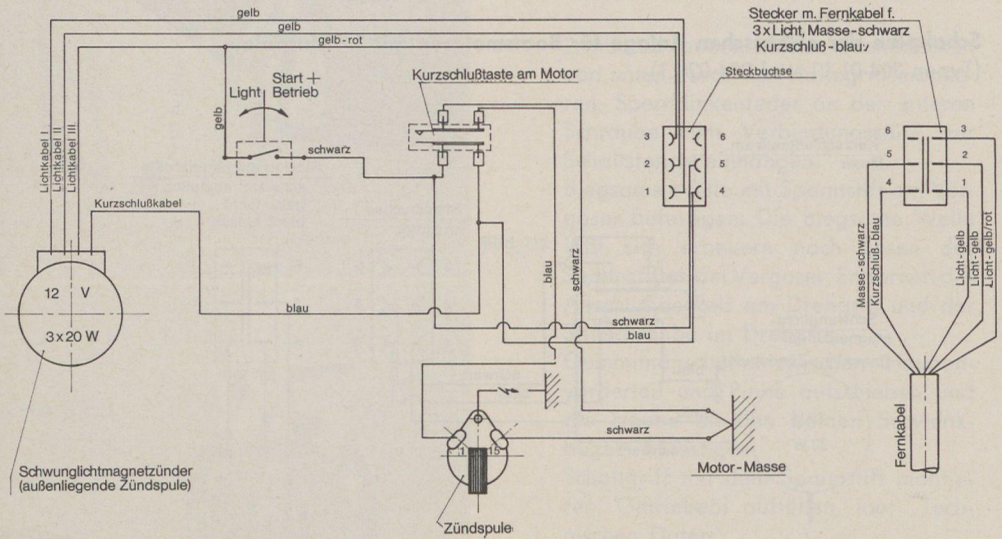 gelb
gelb
gelb-rot
Stecker m. Fernkabel f.
3xLicht, Masse-schwarz
Kurzschluß-blau
Steckbuchse
Start +
Light Betrieb
Kurzschlußtaste am Motor
gelb
schwarz
Lichtkabel I
Lichtkabel II
Lichtkabel III
Kurzschlußkabel
3 6
2 5
1 4
6 3
5 2
4 1
12 V
3x20 W
blau
blau
schwarz
schwarz
blau
Masse-schwarz
Kurzschluß-blau
Licht-gelb
Licht-gelb
Licht-gelb/rot
1 15
schwarz
Motor-Masse
Fernkabel
Schwunglichtmagnetzünder
(außenliegende Zündspule)
Zündspule